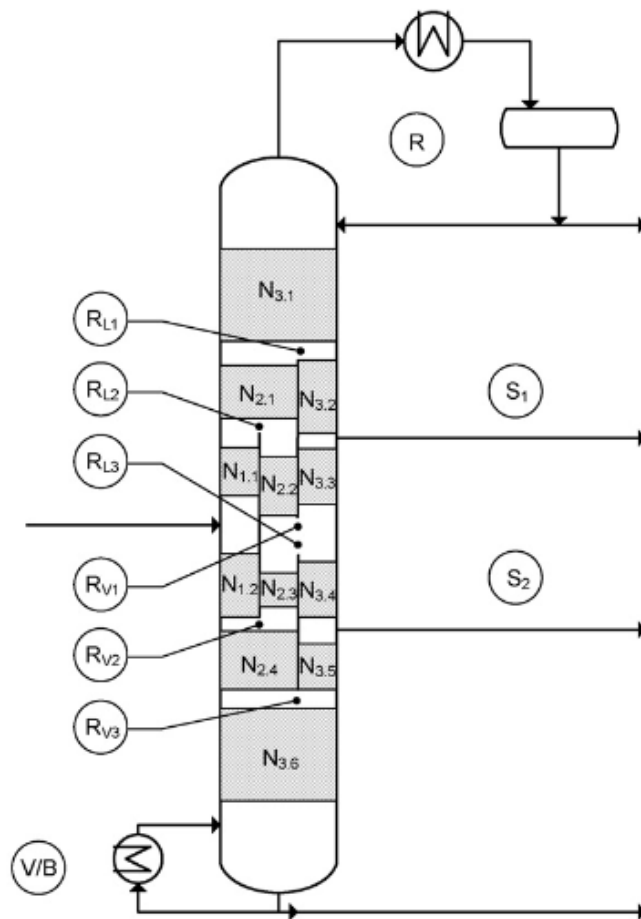 R
N3.1
RL1
RL2
N2.1
N3.2
S1
RL3
N1.1
N2.2
N3.3
RV1
N1.2
N2.3
N3.4
S2
RV2
N2.4
N3.5
RV3
N3.6
V/B